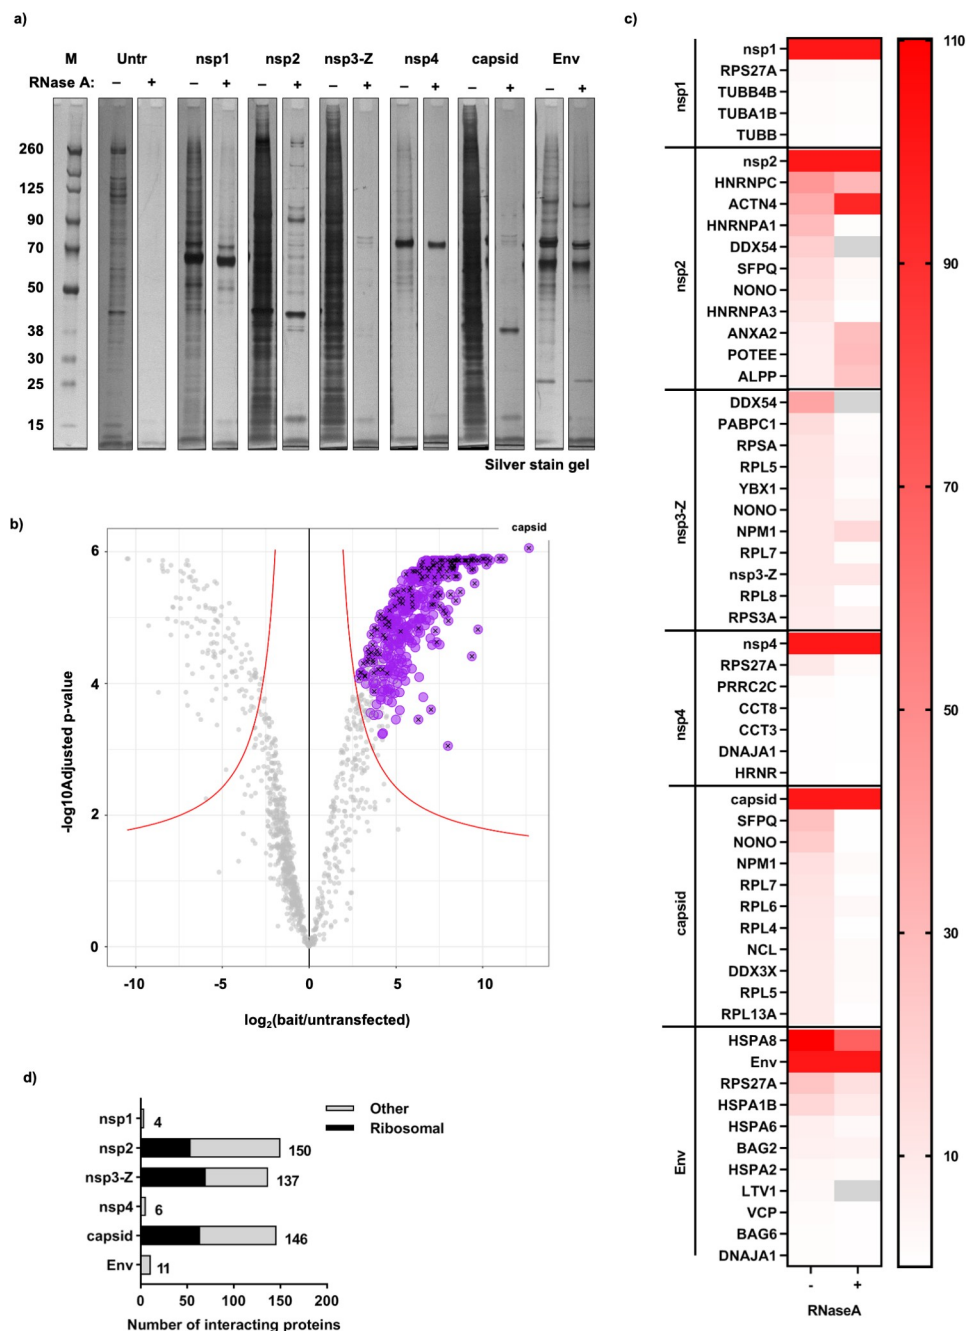 a)
M Untr nsp1 nsp2 nsp3-Z nsp4 capsid Env
RNase A: – + – + – + – + – + – + – +
260
125
90
70
50
38
30
25
15
Silver stain gel
b)
capsid
6
4
2
0
-log10Adjusted p-value
-10 -5 0 5 10
log2(bait/untransfected)
d)
Other
Ribosomal
nsp1 4
nsp2 150
nsp3-Z 137
nsp4 6
capsid 146
Env 11
0 50 100 150 200
Number of interacting proteins
c)
nsp1
nsp1
RPS27A
TUBB4B
TUBA1B
TUBB
nsp2
nsp2
HNRNPC
ACTN4
HNRNPA1
DDX54
SFPQ
NONO
HNRNPA3
ANXA2
POTEE
ALPP
nsp3-Z
DDX54
PABPC1
RPSA
RPL5
YBX1
NONO
NPM1
RPL7
nsp3-Z
RPL8
RPS3A
nsp4
nsp4
RPS27A
PRRC2C
CCT8
CCT3
DNAJA1
HRNR
capsid
capsid
SFPQ
NONO
NPM1
RPL7
RPL6
RPL4
NCL
DDX3X
RPL5
RPL13A
Env
HSPA8
Env
RPS27A
HSPA1B
HSPA6
BAG2
HSPA2
LTV1
VCP
BAG6
DNAJA1
- +
RNaseA
110
90
70
50
30
10